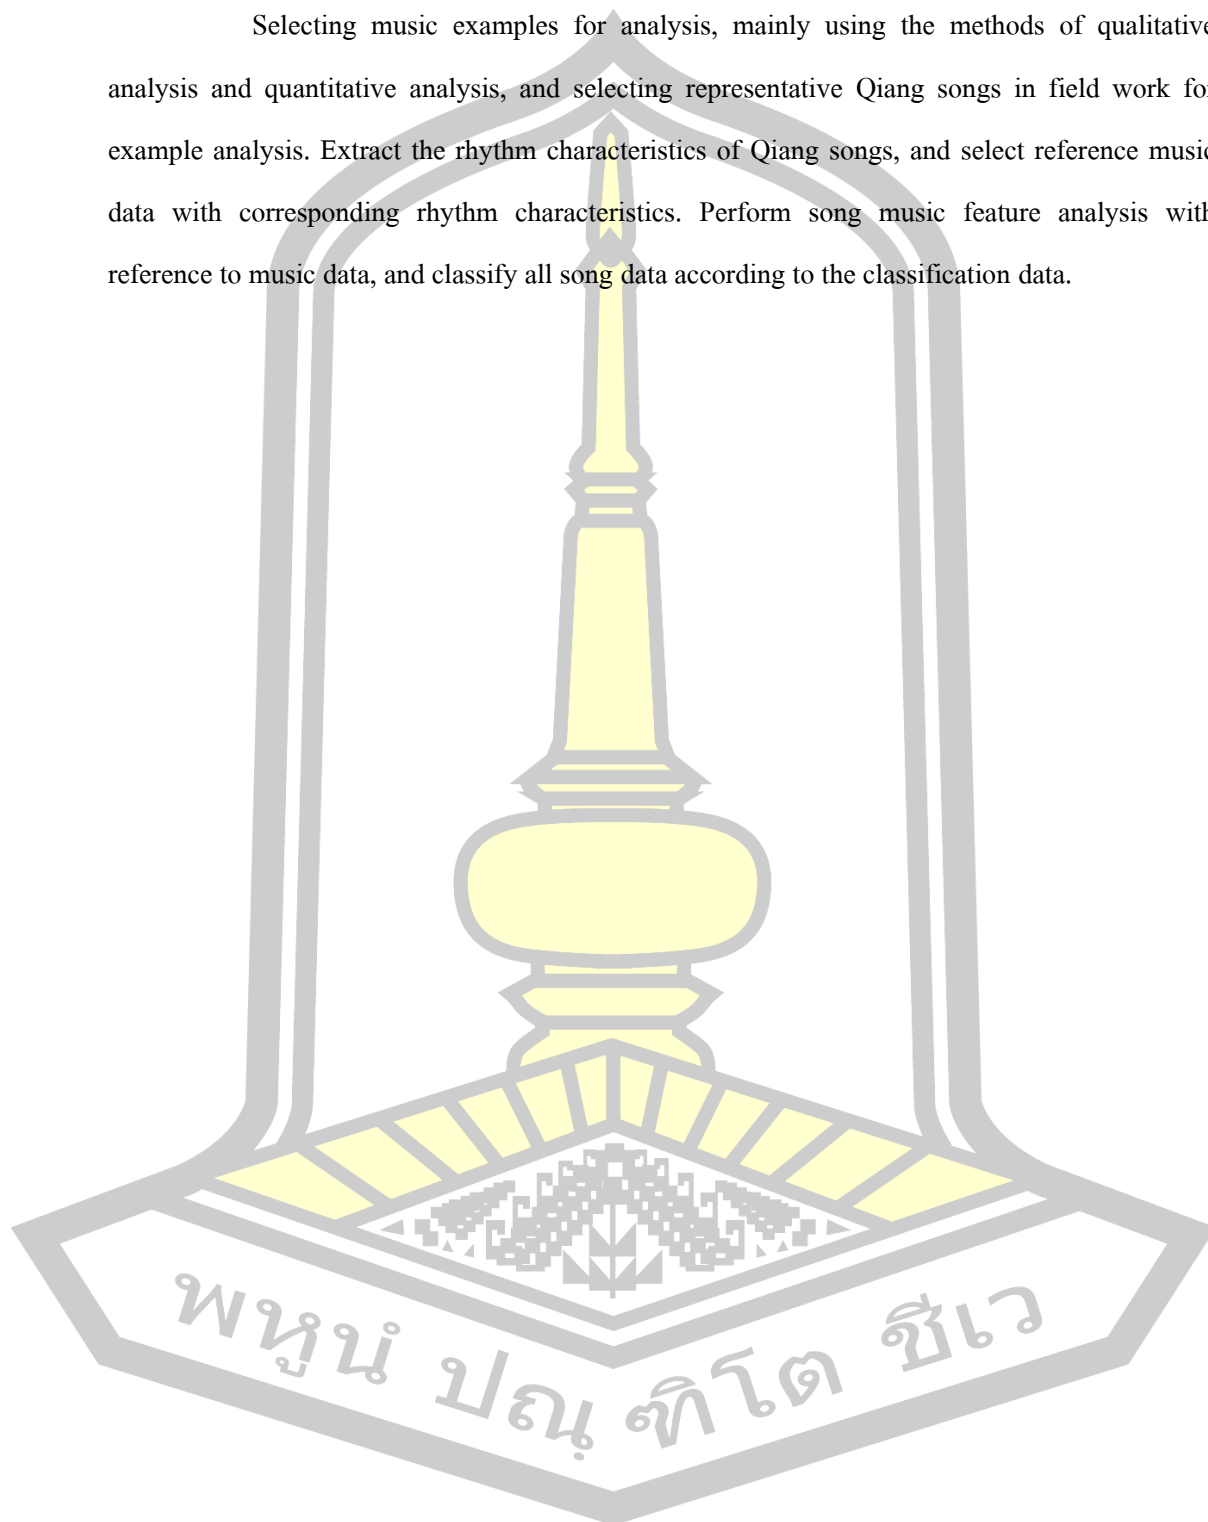 Selecting music examples for analysis, mainly using the methods of qualitative
analysis and quantitative analysis, and selecting representative Qiang songs in field work for
example analysis. Extract the rhythm characteristics of Qiang songs, and select reference music
data with corresponding rhythm characteristics. Perform song music feature analysis with
reference to music data, and classify all song data according to the classification data.
พหูนํ ปณฺฑิโต ชีเว